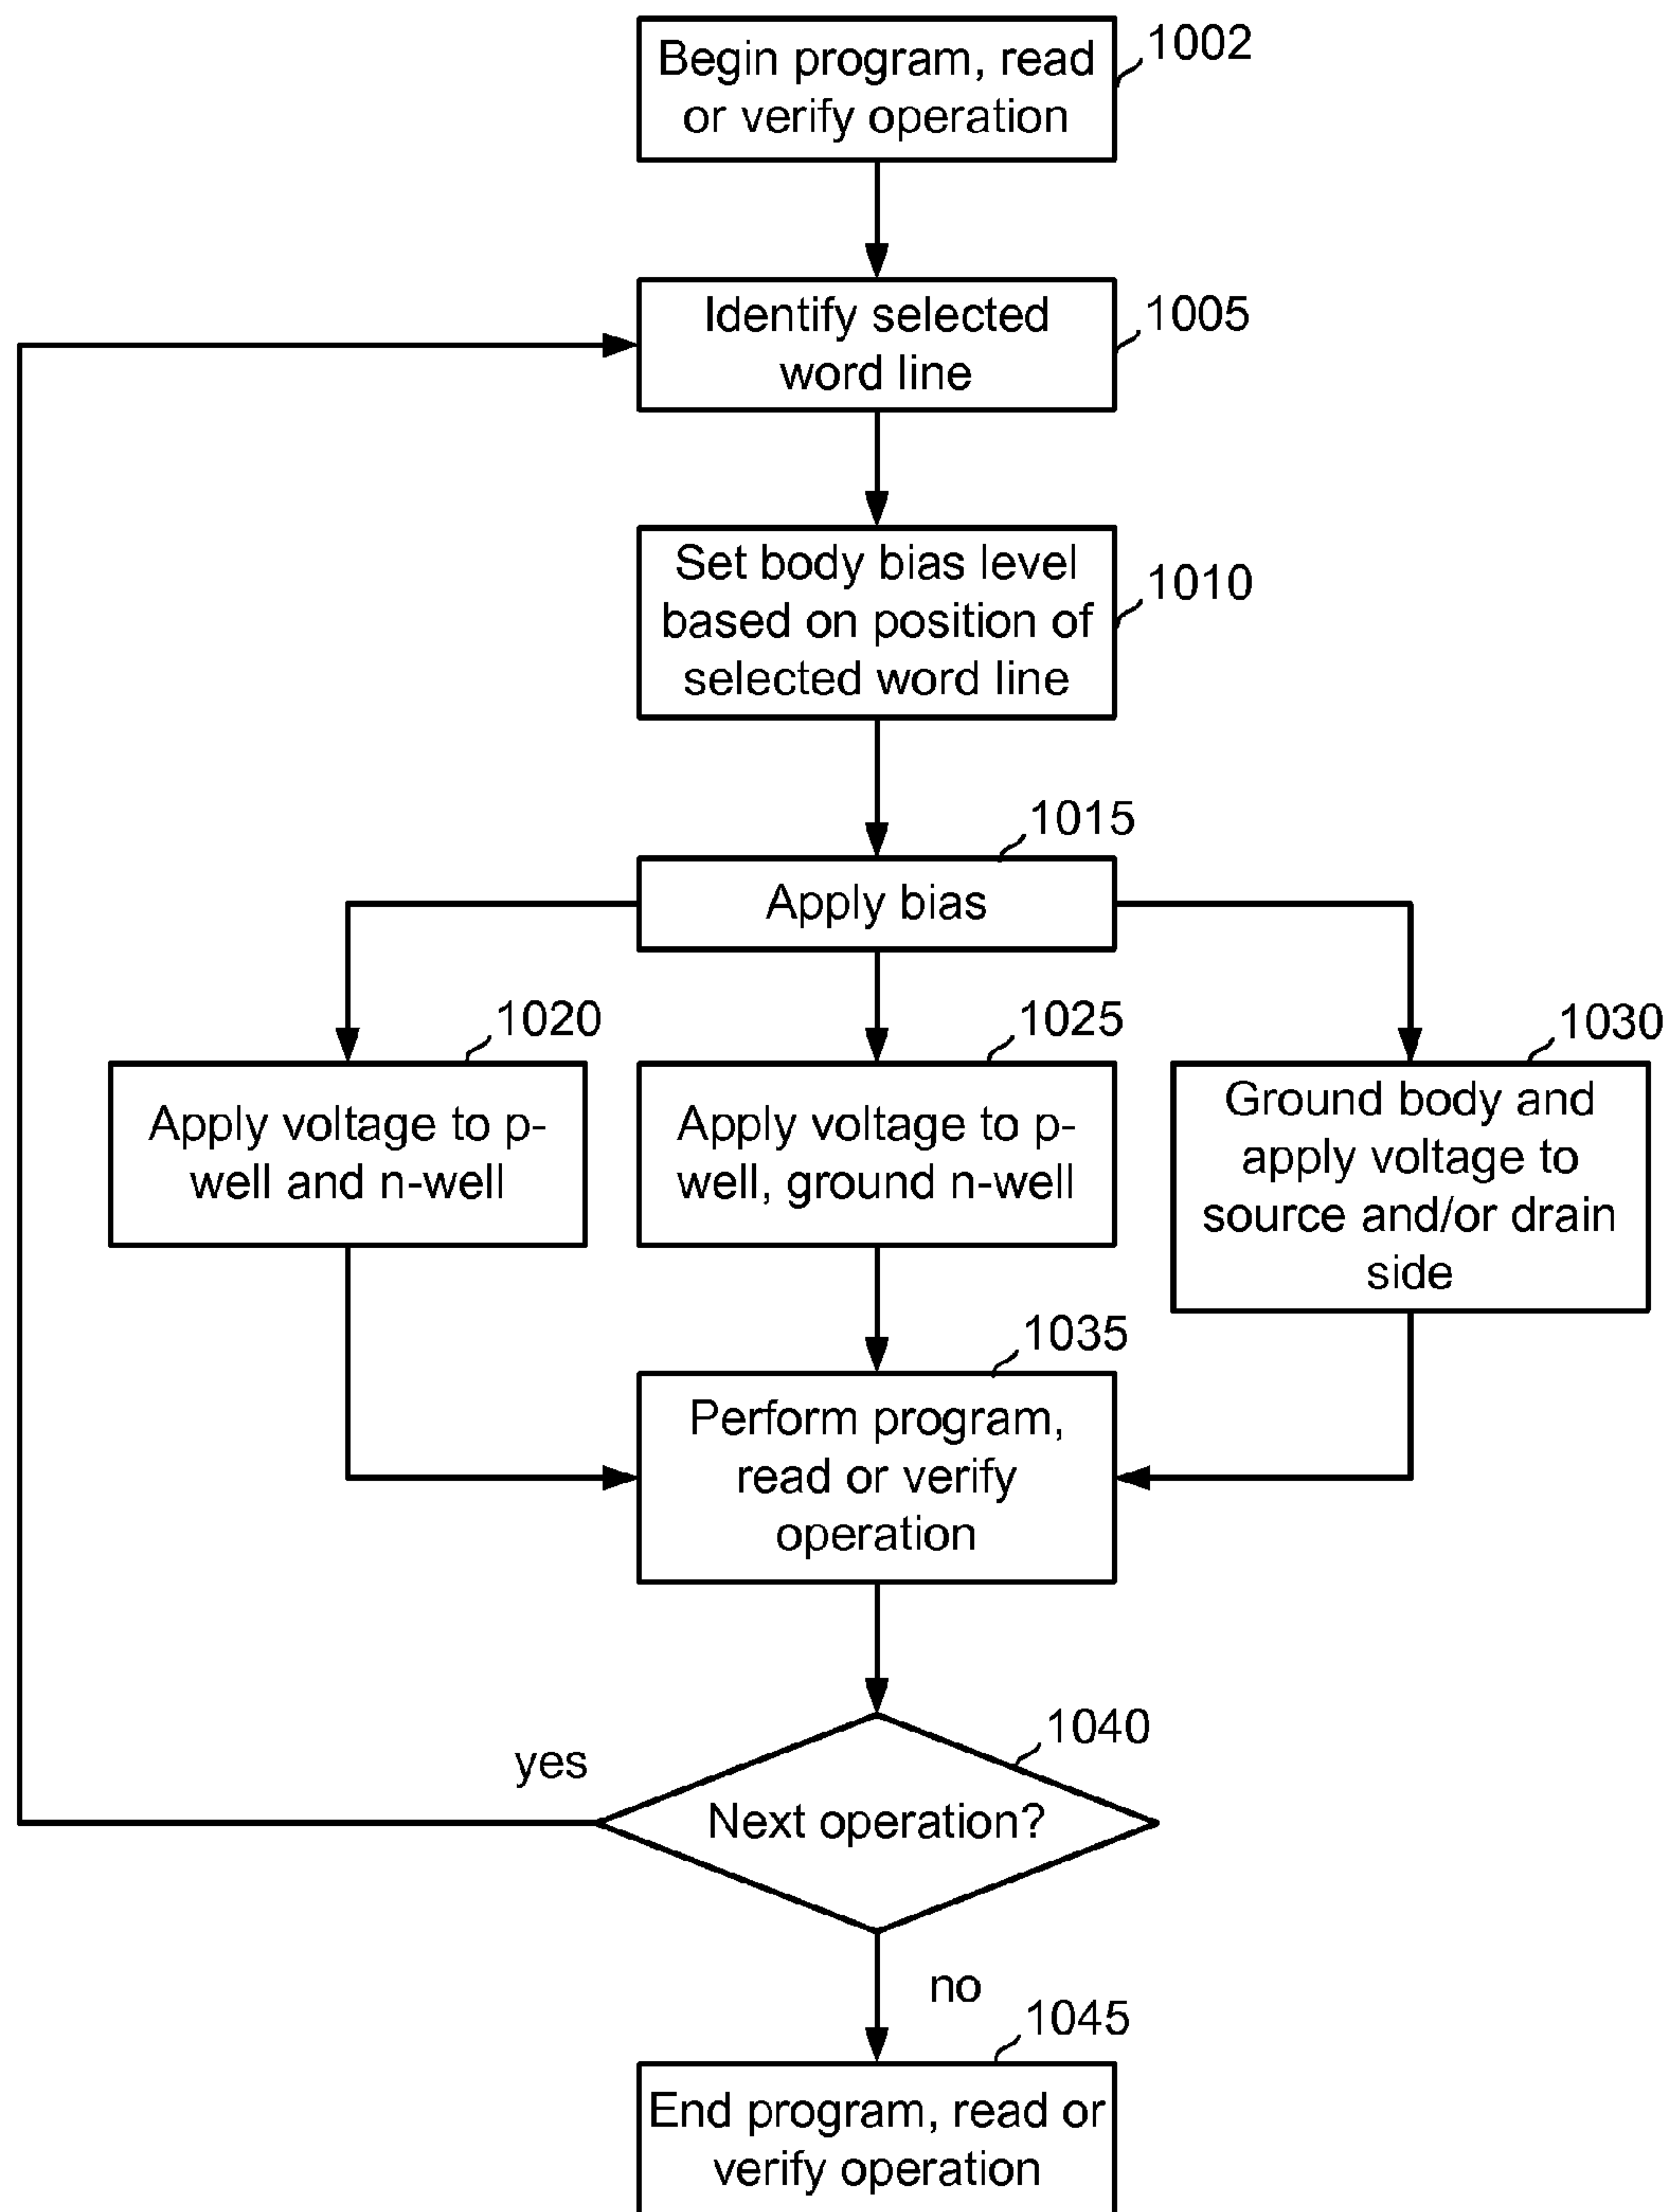 Begin program, read
or verify operation
1002
Identify selected
word line
1005
Set body bias level
based on position of
selected word line
1010
1015
Apply bias
1020
Apply voltage to p-
well and n-well
1025
Apply voltage to p-
well, ground n-well
1030
Ground body and
apply voltage to
source and/or drain
side
1035
Perform program,
read or verify
operation
1040
Next operation?
yes
no
1045
End program, read or
verify operation